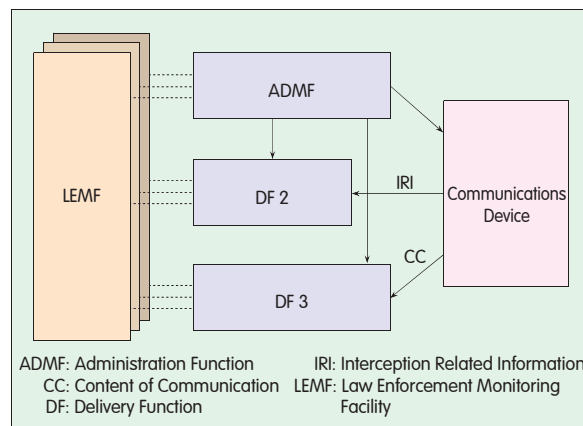 ADMF
LEMF
DF 2
IRI
Communications
Device
CC
DF 3
ADMF: Administration Function
IRI: Interception Related Information
CC: Content of Communication
LEMF: Law Enforcement Monitoring
Facility
DF: Delivery Function